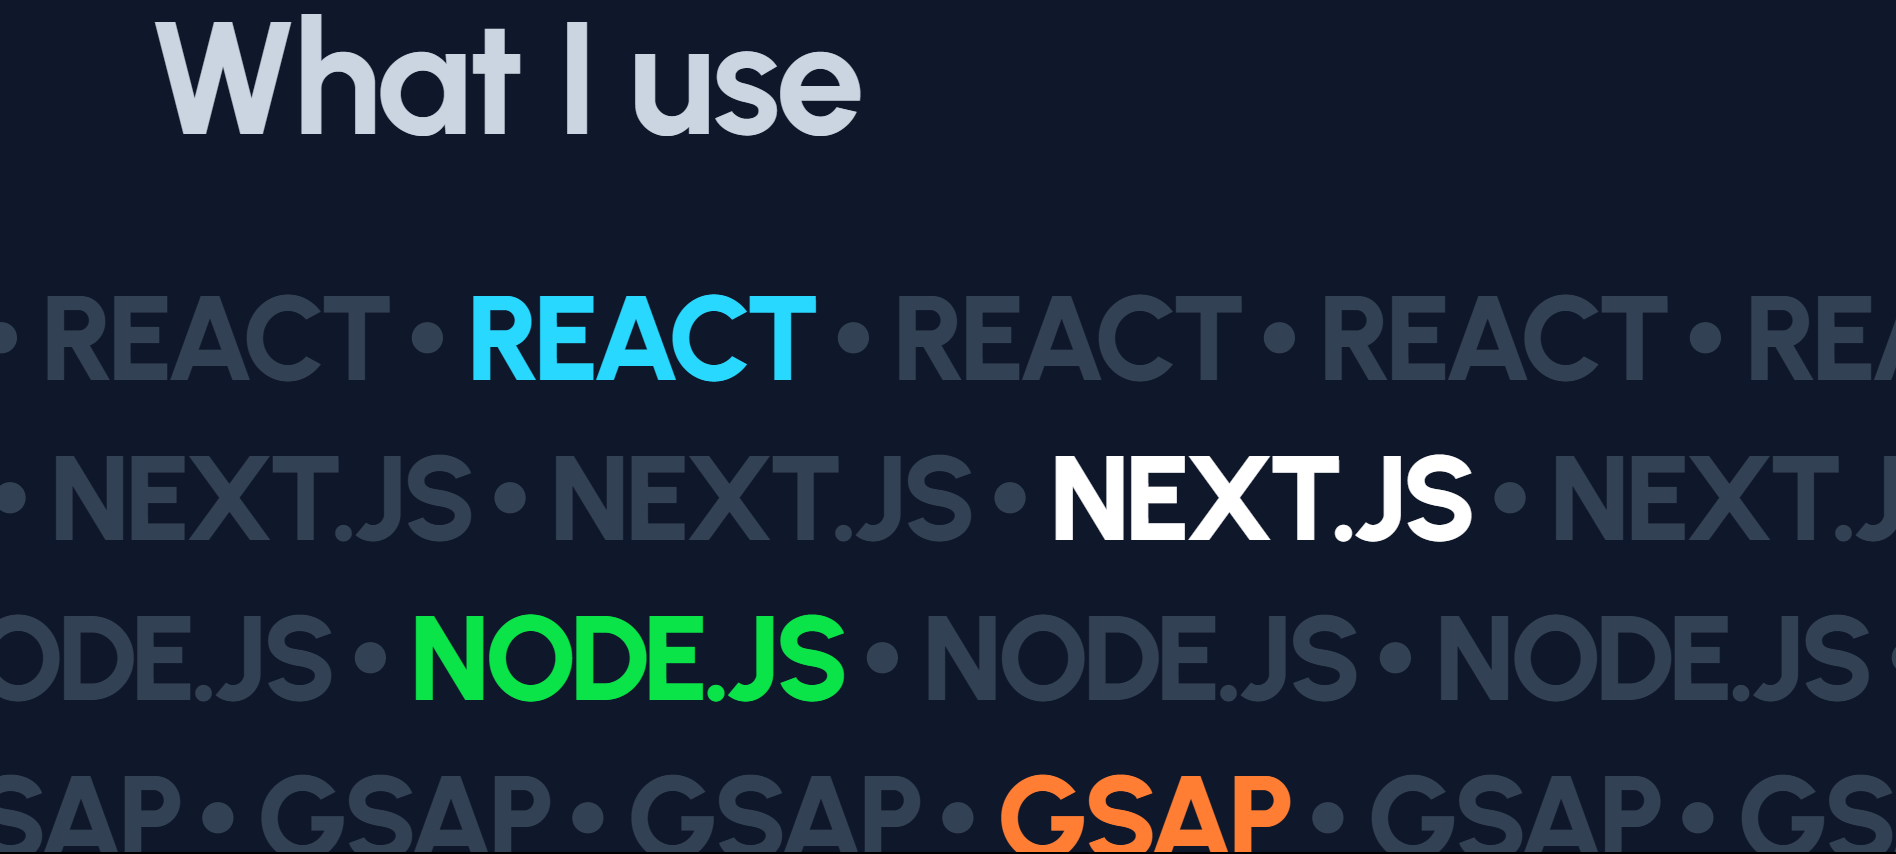 What I use
• REACT • REACT • REACT • REACT • REA
• NEXT.JS • NEXT.JS • NEXT.JS • NEXT.J
ODE.JS • NODE.JS • NODE.JS • NODE.JS •
SAP • GSAP • GSAP • GSAP • GSAP • GS